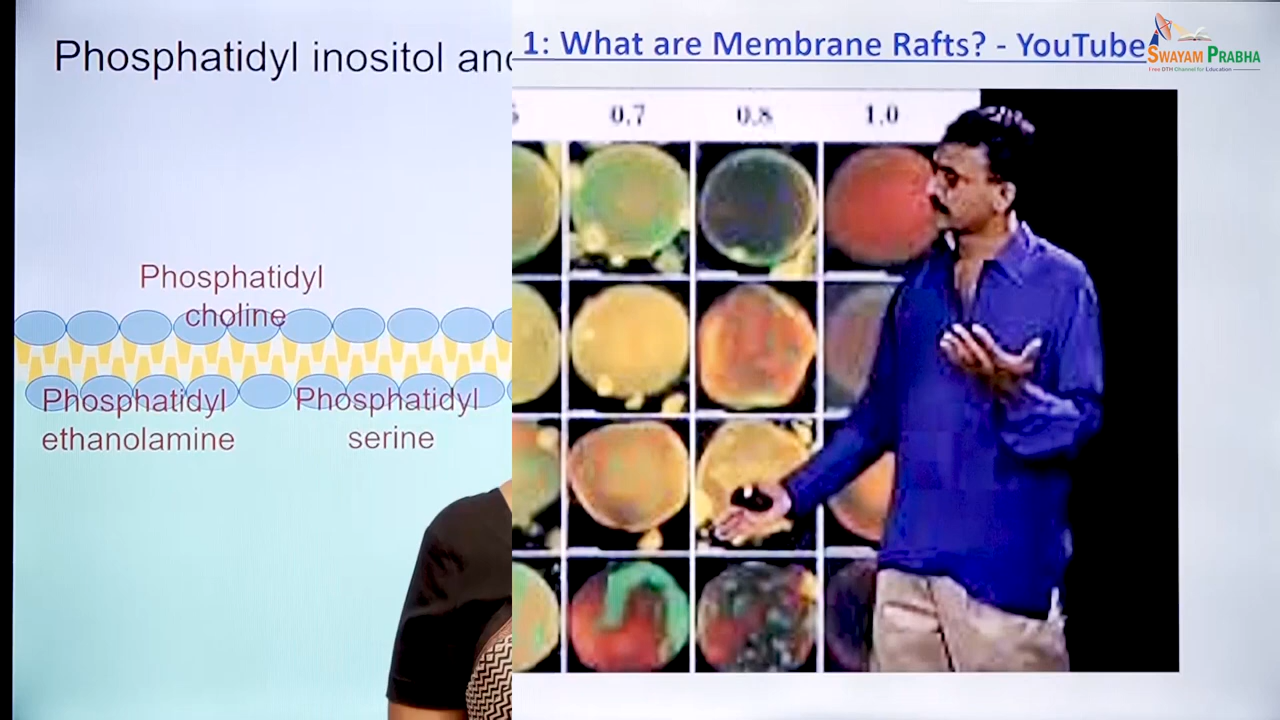 Phosphatidyl inositol and
Phosphatidyl
choline
Phosphatidyl
ethanolamine
Phosphatidyl
serine
1: What are Membrane Rafts? - YouTube
SWAYAM PRABHA
Free DTH Channel for Education
0.7 0.8 1.0